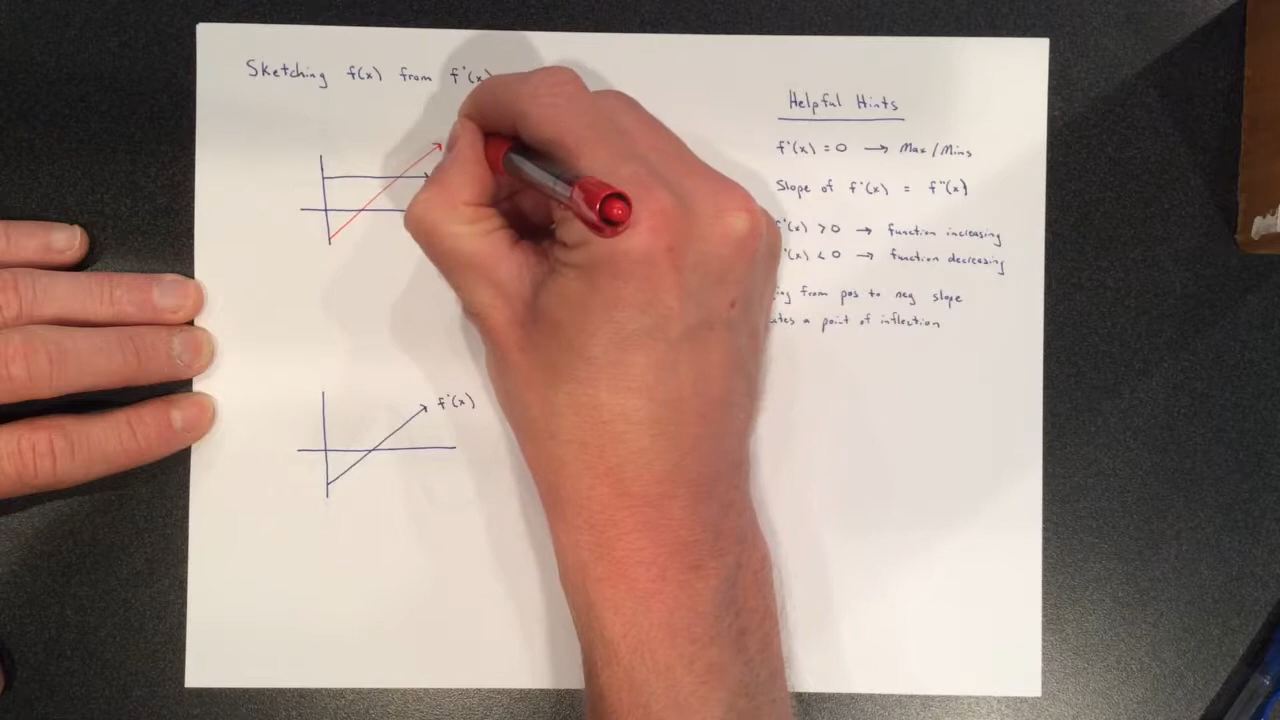 Sketching f(x) from f'(x)
Helpful Hints
f'(x) = 0 → Max/Mins
Slope of f'(x) = f''(x)
f'(x) > 0 → function increasing
'(x) < 0 → function decreasing
from pos to neg slope
a point of inflection
f'(x)